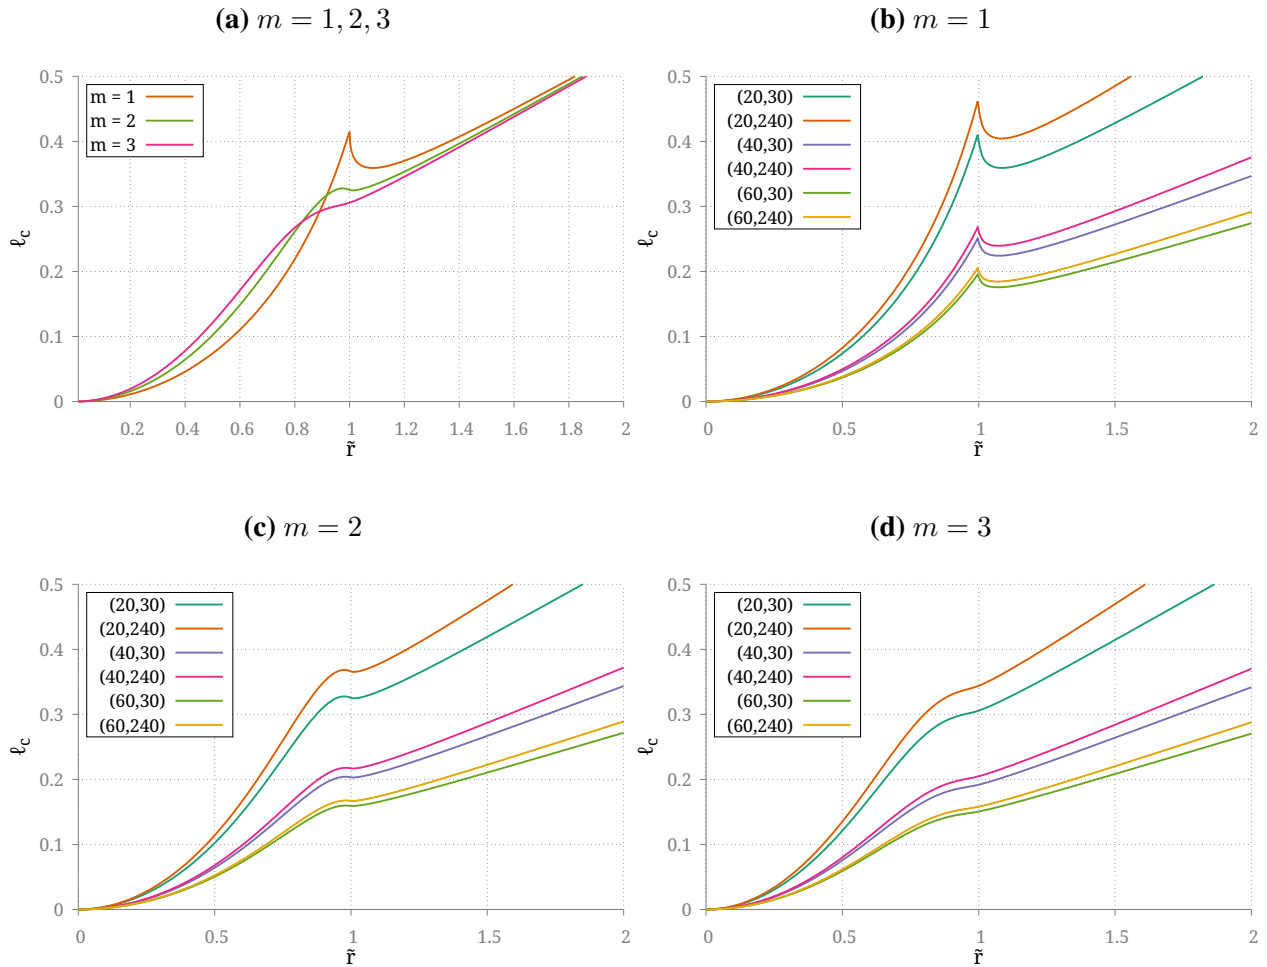 (a) m = 1, 2, 3
0.5
0.4
0.3
0.2
0.1
0
ℓc
m = 1
m = 2
m = 3
0.2 0.4 0.6 0.8 1 1.2 1.4 1.6 1.8 2
r̃
(b) m = 1
0.5
0.4
0.3
0.2
0.1
0
ℓc
(20,30)
(20,240)
(40,30)
(40,240)
(60,30)
(60,240)
0 0.5 1 1.5 2
r̃
(c) m = 2
0.5
0.4
0.3
0.2
0.1
0
ℓc
(20,30)
(20,240)
(40,30)
(40,240)
(60,30)
(60,240)
0 0.5 1 1.5 2
r̃
(d) m = 3
0.5
0.4
0.3
0.2
0.1
0
ℓc
(20,30)
(20,240)
(40,30)
(40,240)
(60,30)
(60,240)
0 0.5 1 1.5 2
r̃